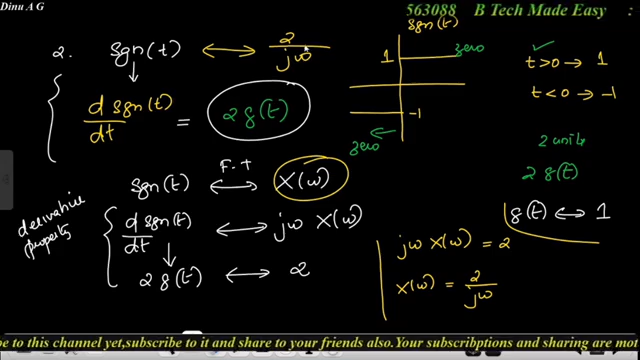 Dinu A G
563088 B Tech Made Easy:
2. sgn(t) ↔ 2/jω
d sgn(t)/dt = 2δ(t)
sgn(t)
1
zero
-1
zero
t>0 → 1
t<0 → -1
2 units
2δ(t)
δ(t) ↔ 1
derivative property
sgn(t) F.T ↔ X(ω)
d sgn(t)/dt ↔ jω X(ω)
2δ(t) ↔ 2
jω X(ω) = 2
X(ω) = 2/jω
be to this channel yet,subscribe to it and share to your friends also.Your subscribptions and sharing are mo